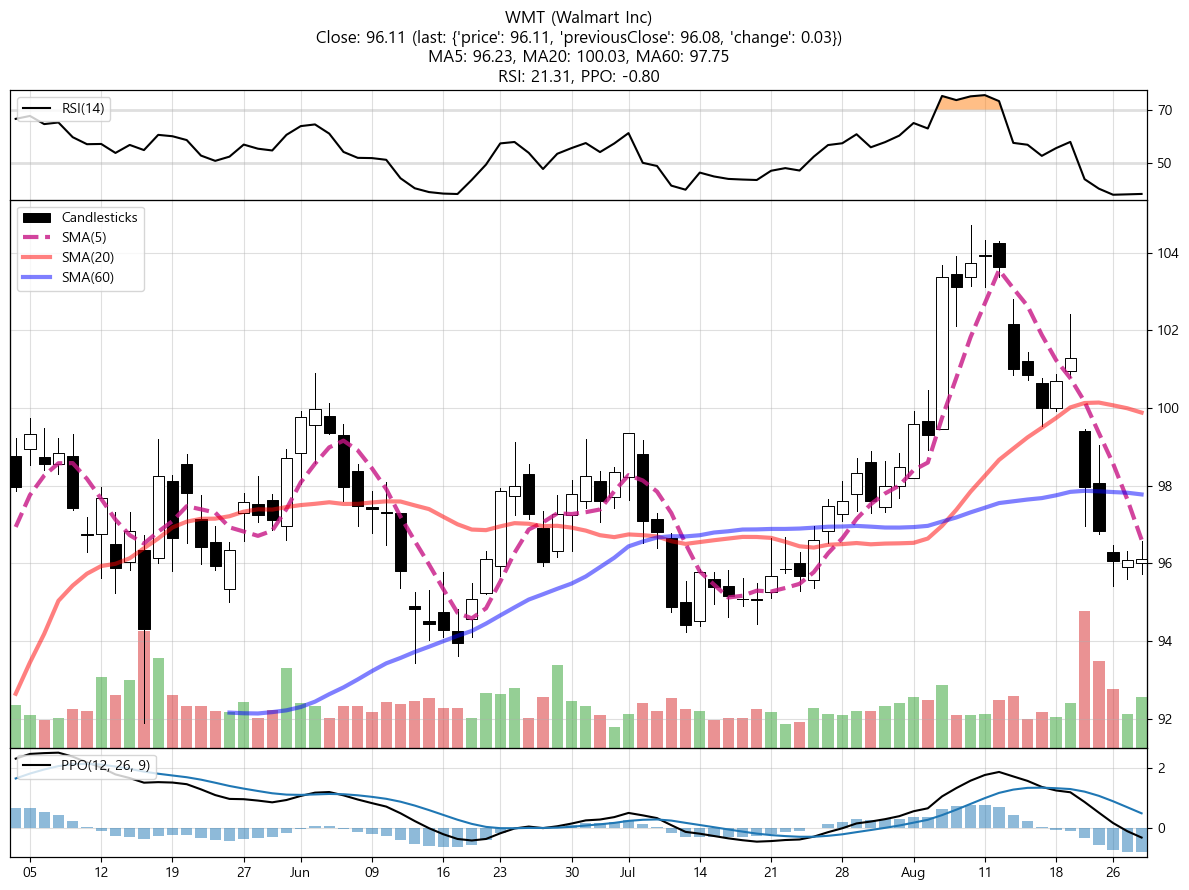 WMT (Walmart Inc)
Close: 96.11 (last: {'price': 96.11, 'previousClose': 96.08, 'change': 0.03})
MA5: 96.23, MA20: 100.03, MA60: 97.75
RSI: 21.31, PPO: -0.80
RSI(14)
70
50
Candlesticks
SMA(5)
SMA(20)
SMA(60)
104
102
100
98
96
94
92
PPO(12, 26, 9)
2
0
05 12 19 27 Jun 09 16 23 30 Jul 14 21 28 Aug 11 18 26